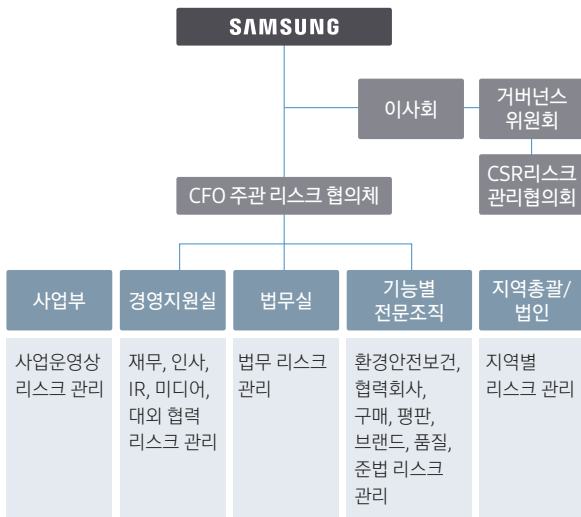 SAMSUNG
이사회
거버넌스
위원회
CSR리스크
관리협의회
CFO 주관 리스크 협의체
사업부
경영지원실
법무실
기능별
전문조직
지역총괄/
법인
사업운영상
리스크 관리
재무, 인사,
IR, 미디어,
대외 협력
리스크 관리
법무 리스크
관리
환경안전보건,
협력회사,
구매, 평판,
브랜드, 품질,
준법 리스크
관리
지역별
리스크 관리